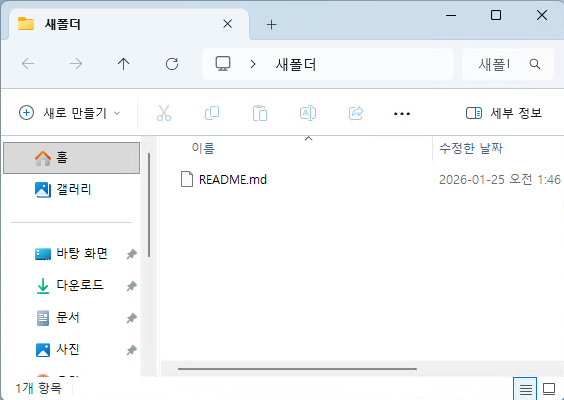 새폴더
새폴더
새폴
새로 만들기
세부 정보
홈
갤러리
바탕 화면
다운로드
문서
사진
이름
수정한 날짜
README.md
2026-01-25 오전 1:46
1개 항목